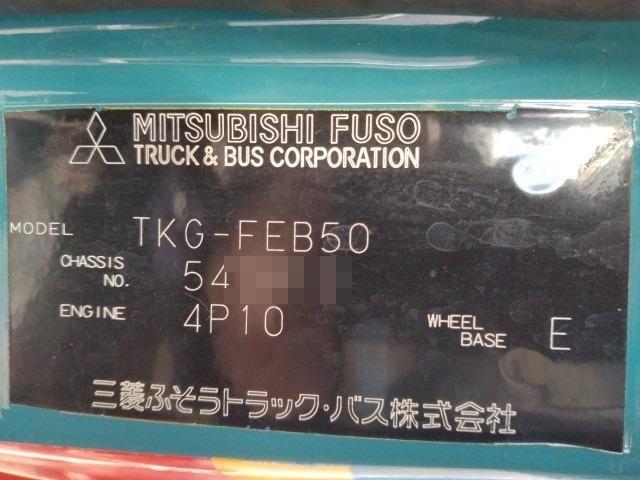 MITSUBISHI FUSO
TRUCK & BUS CORPORATION
MODEL TKG-FEB50
CHASSIS NO. 54
ENGINE 4P10
WHEEL BASE E
三菱ふそうトラック・バス株式会社